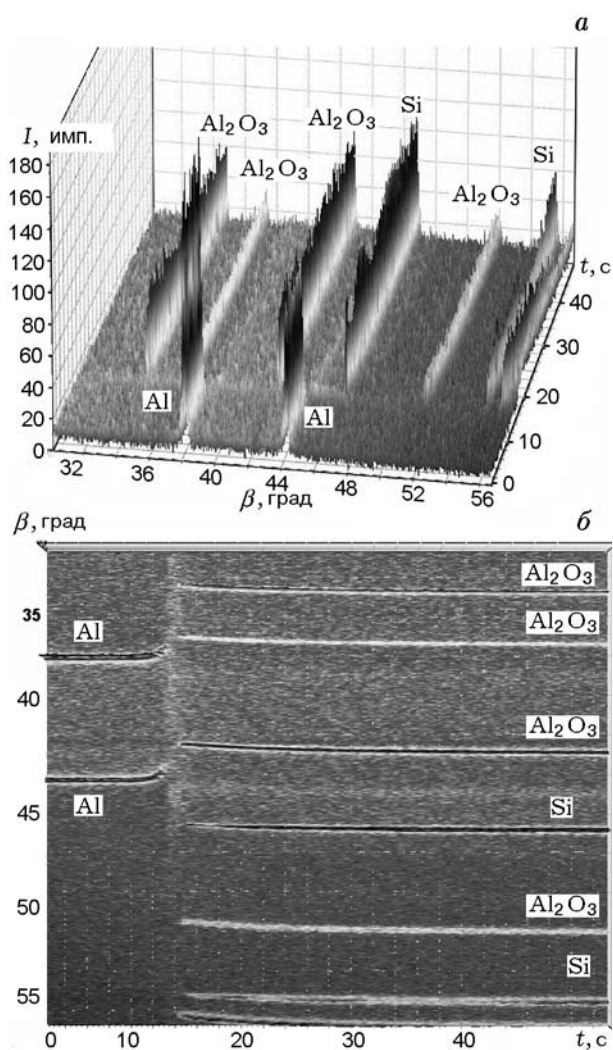 а
I, имп.
180
160
140
120
100
80
60
40
20
0
Al₂O₃
Al₂O₃
Al₂O₃
Si
Al₂O₃
Si
Al
Al
32
36
40
44
48
52
56
β, град
0
10
20
30
40
t, с
β, град
б
35
40
45
50
55
Al
Al
Al₂O₃
Al₂O₃
Al₂O₃
Si
Al₂O₃
Si
0
10
20
30
40
t, с